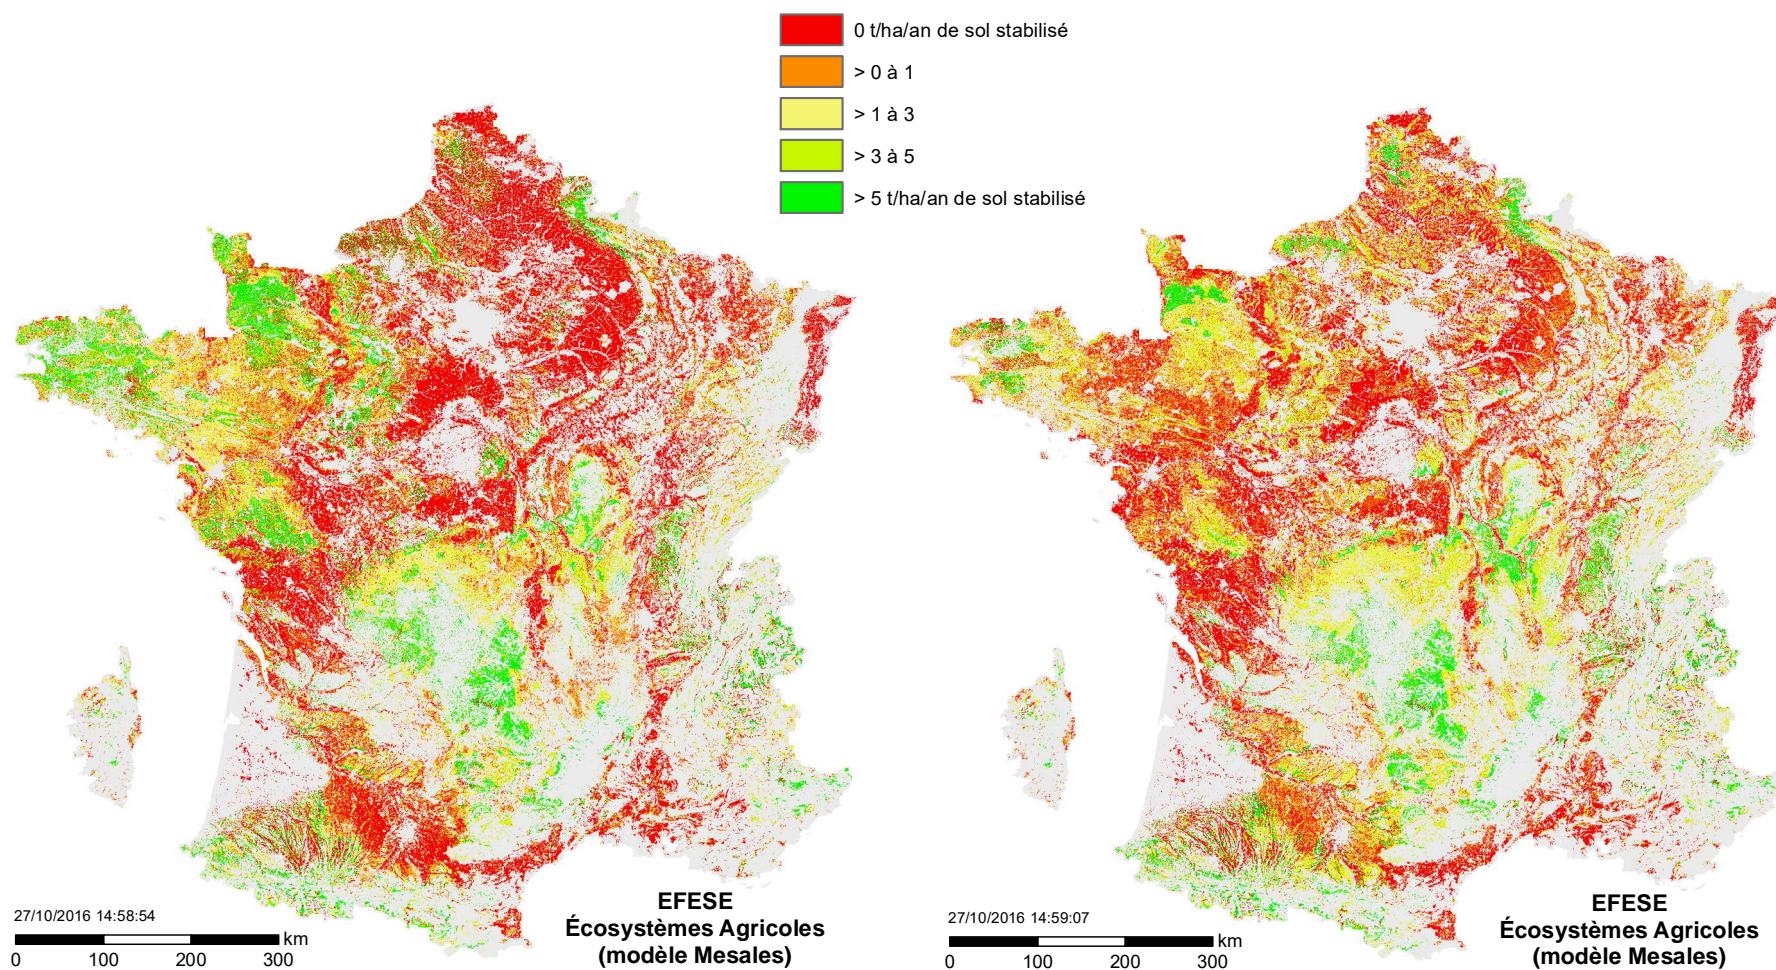 0 t/ha/an de sol stabilisé
> 0 à 1
> 1 à 3
> 3 à 5
> 5 t/ha/an de sol stabilisé
27/10/2016 14:58:54
km
0 100 200 300
EFESE
Écosystèmes Agricoles
(modèle Mesales)
27/10/2016 14:59:07
km
0 100 200 300
EFESE
Écosystèmes Agricoles
(modèle Mesales)